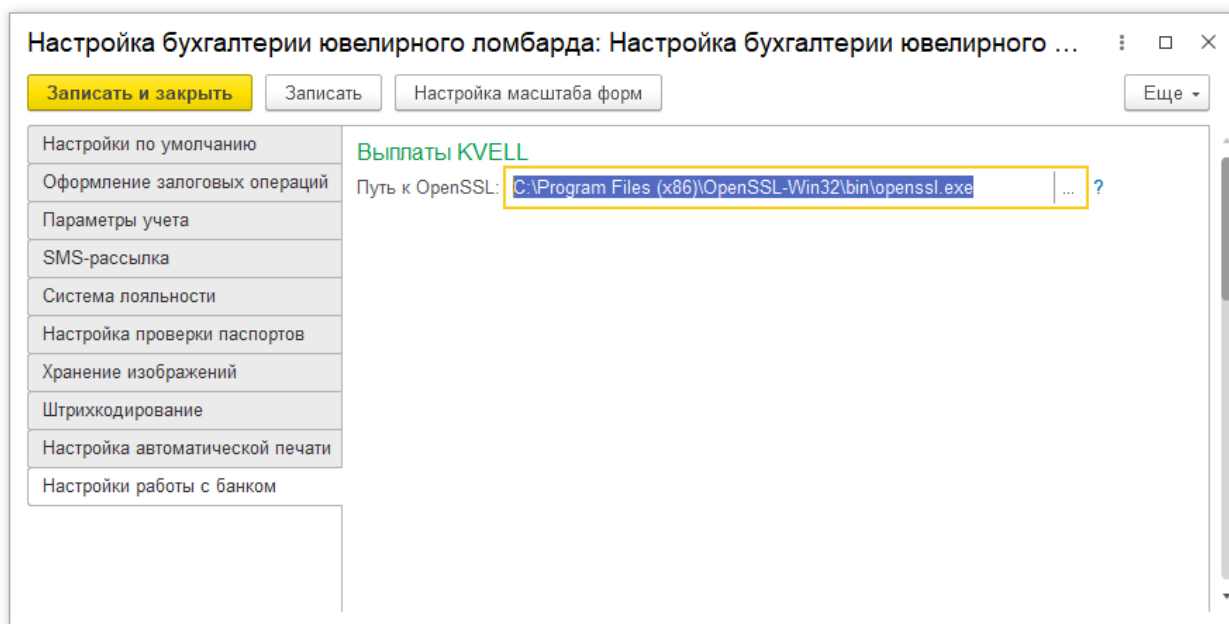 Настройка бухгалтерии ювелирного ломбарда: Настройка бухгалтерии ювелирного ...
Записать и закрыть Записать Настройка масштаба форм Еще
Настройки по умолчанию
Оформление залоговых операций
Параметры учета
SMS-рассылка
Система лояльности
Настройка проверки паспортов
Хранение изображений
Штрихкодирование
Настройка автоматической печати
Настройки работы с банком
Выплаты KVELL
Путь к OpenSSL: C:\Program Files (x86)\OpenSSL-Win32\bin\openssl.exe ... ?